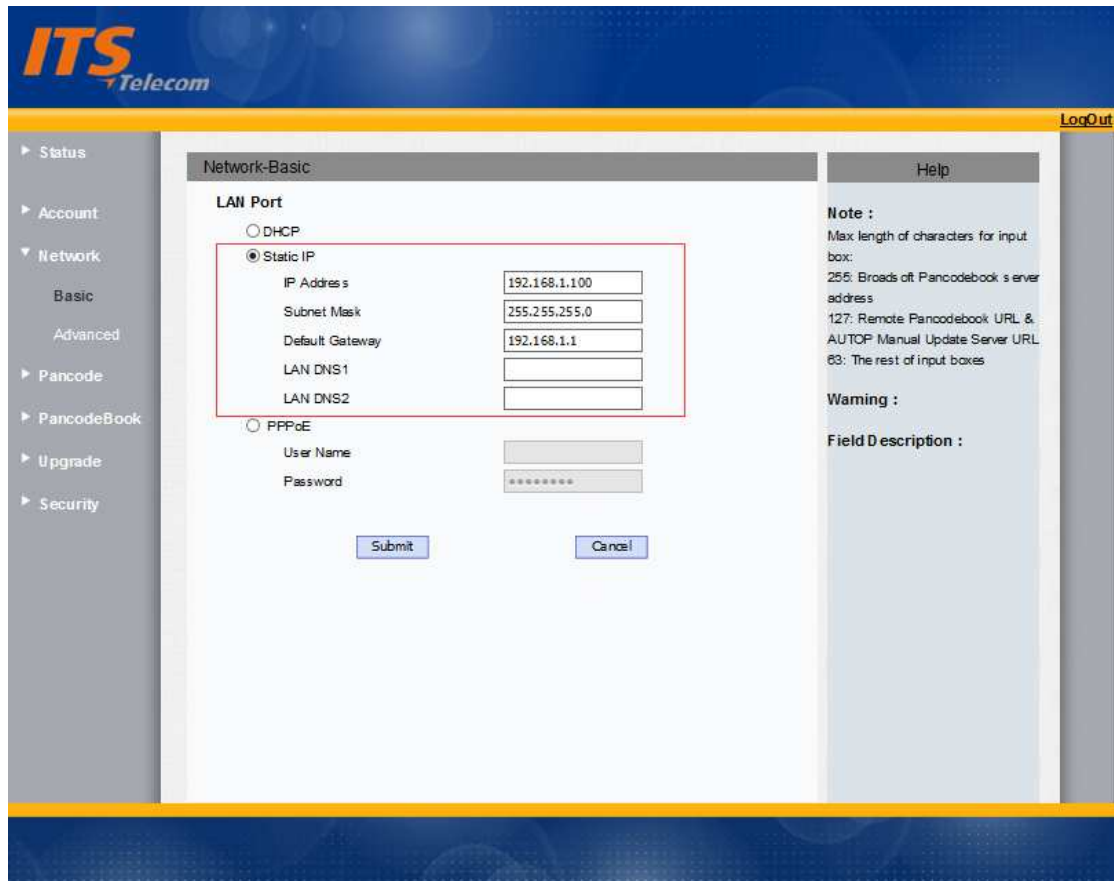 ITS
Telecom
LogOut
Status
Account
Network
Basic
Advanced
Pancode
PancodeBook
Upgrade
Security
Network-Basic
LAN Port
DHCP
Static IP
IP Address 192.168.1.100
Subnet Mask 255.255.255.0
Default Gateway 192.168.1.1
LAN DNS1
LAN DNS2
PPPoE
User Name
Password ••••••••
Submit Cancel
Help
Note :
Max length of characters for input
box:
255: Broadsoft Pancodebook server
address
127: Remote Pancodebook URL &
AUTOP Manual Update Server URL
63: The rest of input boxes
Warning :
Field Description :